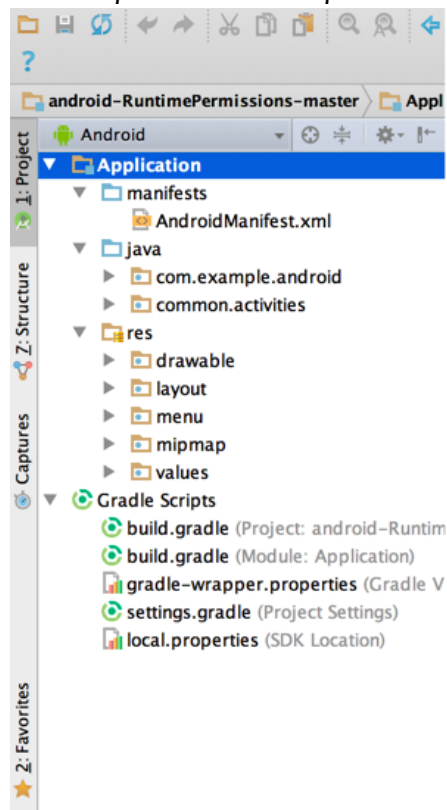 ?
android-RuntimePermissions-master Appl
Android
1: Project
Application
manifests
AndroidManifest.xml
java
com.example.android
common.activities
res
drawable
layout
menu
mipmap
values
Gradle Scripts
build.gradle (Project: android-Runtim
build.gradle (Module: Application)
gradle-wrapper.properties (Gradle V
settings.gradle (Project Settings)
local.properties (SDK Location)
Z: Structure
Captures
2: Favorites